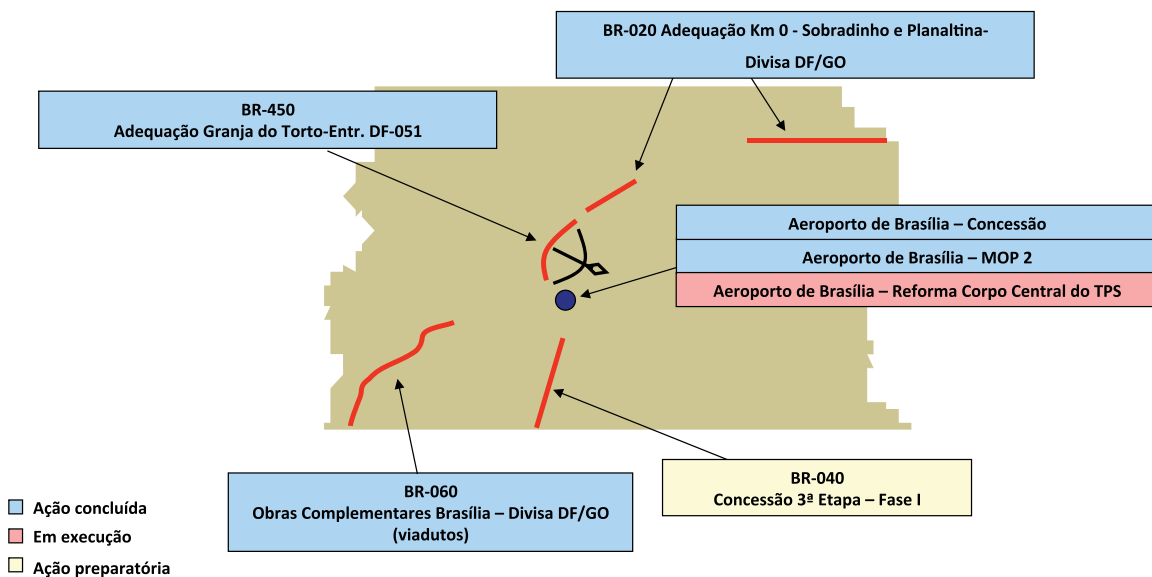 BR-020 Adequação Km 0 - Sobradinho e Planaltina-
Divisa DF/GO
BR-450
Adequação Granja do Torto-Entr. DF-051
Aeroporto de Brasília – Concessão
Aeroporto de Brasília – MOP 2
Aeroporto de Brasília – Reforma Corpo Central do TPS
BR-040
Concessão 3ª Etapa – Fase I
BR-060
Obras Complementares Brasília – Divisa DF/GO
(viadutos)
Ação concluída
Em execução
Ação preparatória